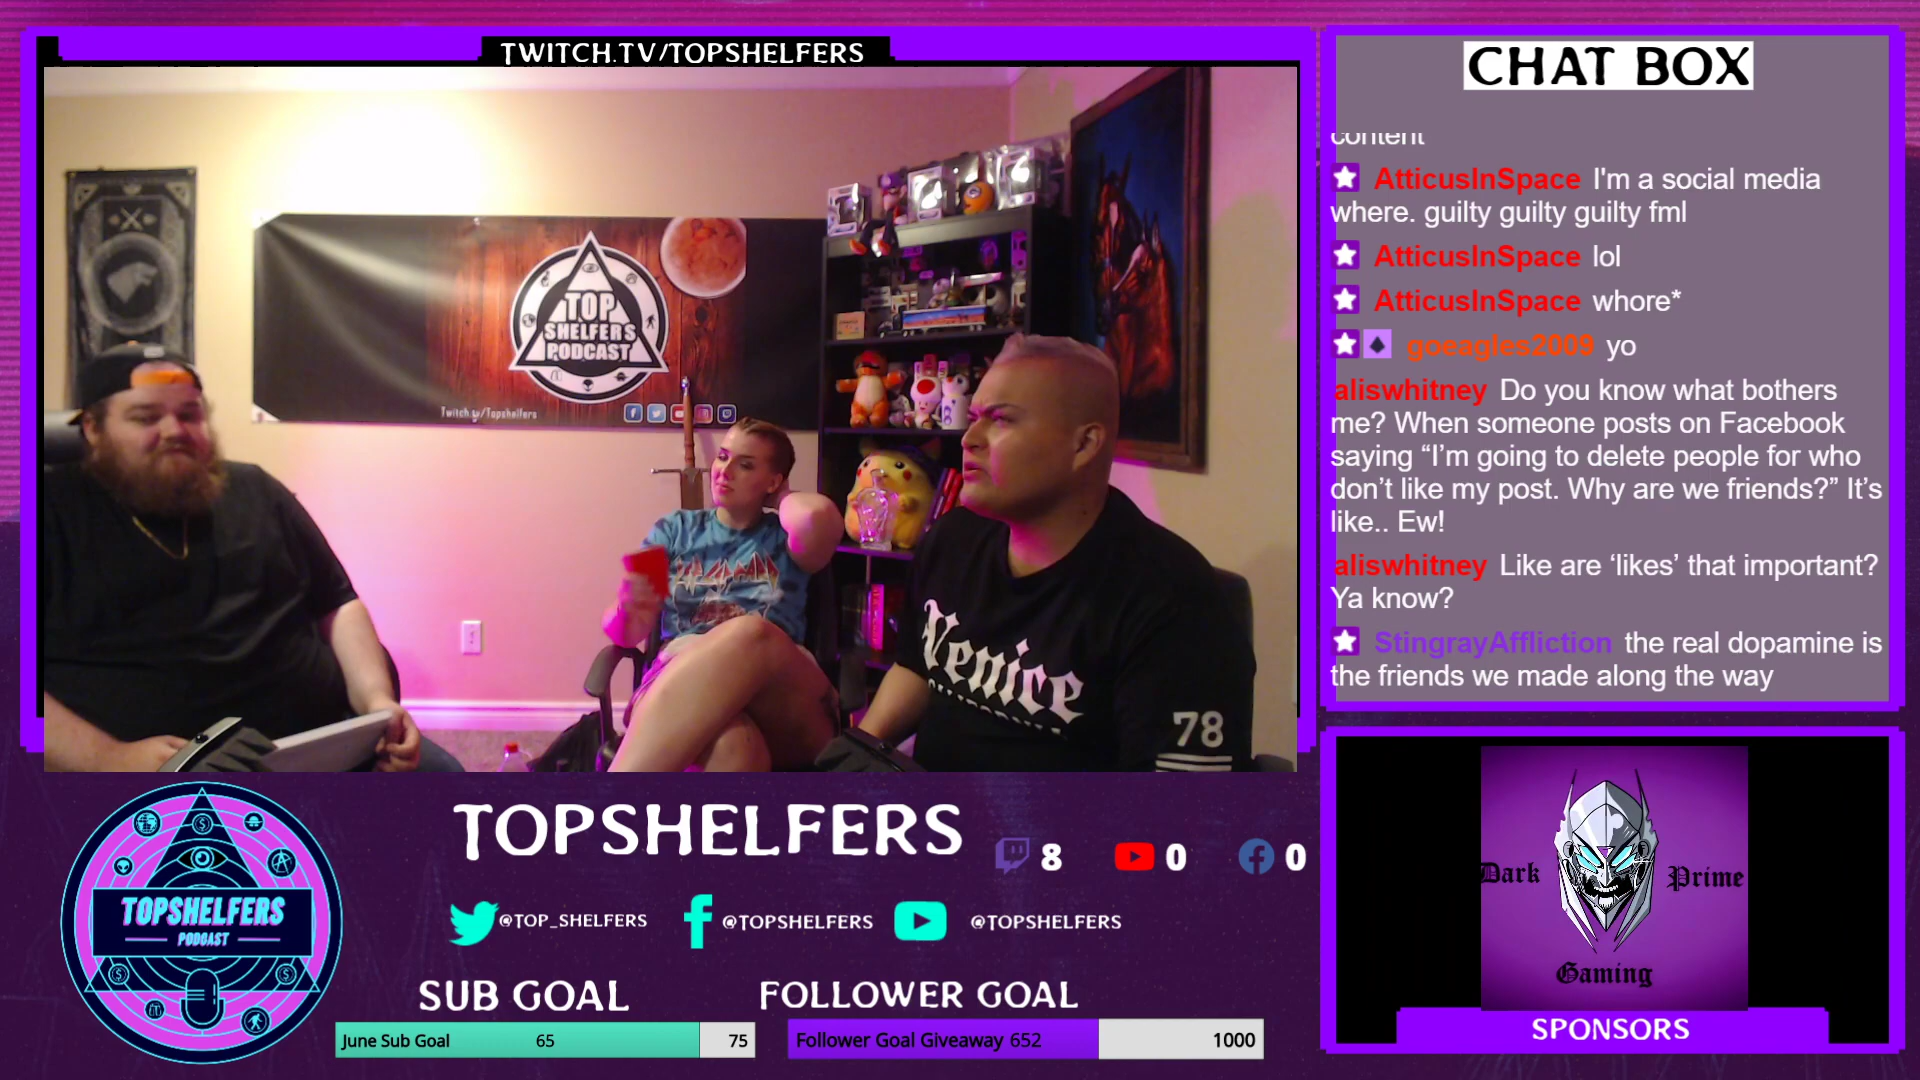 TWITCH.TV/TOPSHELFERS
TOP
SHELFERS
PODCAST
Twitch.tv/Topshelfers
Venice
78
CHAT BOX
content
AtticusInSpace I'm a social media
where. guilty guilty guilty fml
AtticusInSpace lol
AtticusInSpace whore*
goeagles2009 yo
aliswhitney Do you know what bothers
me? When someone posts on Facebook
saying “I’m going to delete people for who
don’t like my post. Why are we friends?” It’s
like.. Ew!
aliswhitney Like are ‘likes’ that important?
Ya know?
StingrayAffliction the real dopamine is
the friends we made along the way
TOPSHELFERS
PODCAST
TOPSHELFERS
8
0
0
@TOP_SHELFERS
@TOPSHELFERS
@TOPSHELFERS
SUB GOAL
June Sub Goal 65 75
FOLLOWER GOAL
Follower Goal Giveaway 652 1000
Dark Prime
Gaming
SPONSORS